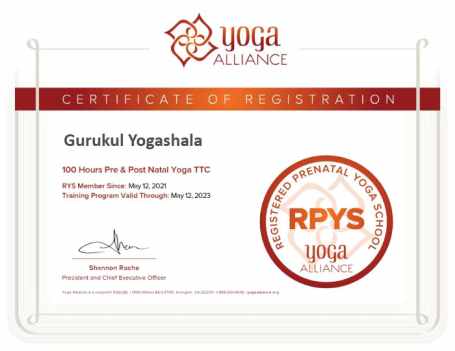 yoga
ALLIANCE
CERTIFICATE OF REGISTRATION
Gurukul Yogashala
100 Hours Pre & Post Natal Yoga TTC
RYS Member Since: May 12, 2021
Training Program Valid Through: May 12, 2023
REGISTERED PRENATAL YOGA SCHOOL
RPYS
yoga
ALLIANCE
Shannon Roche
President and Chief Executive Officer